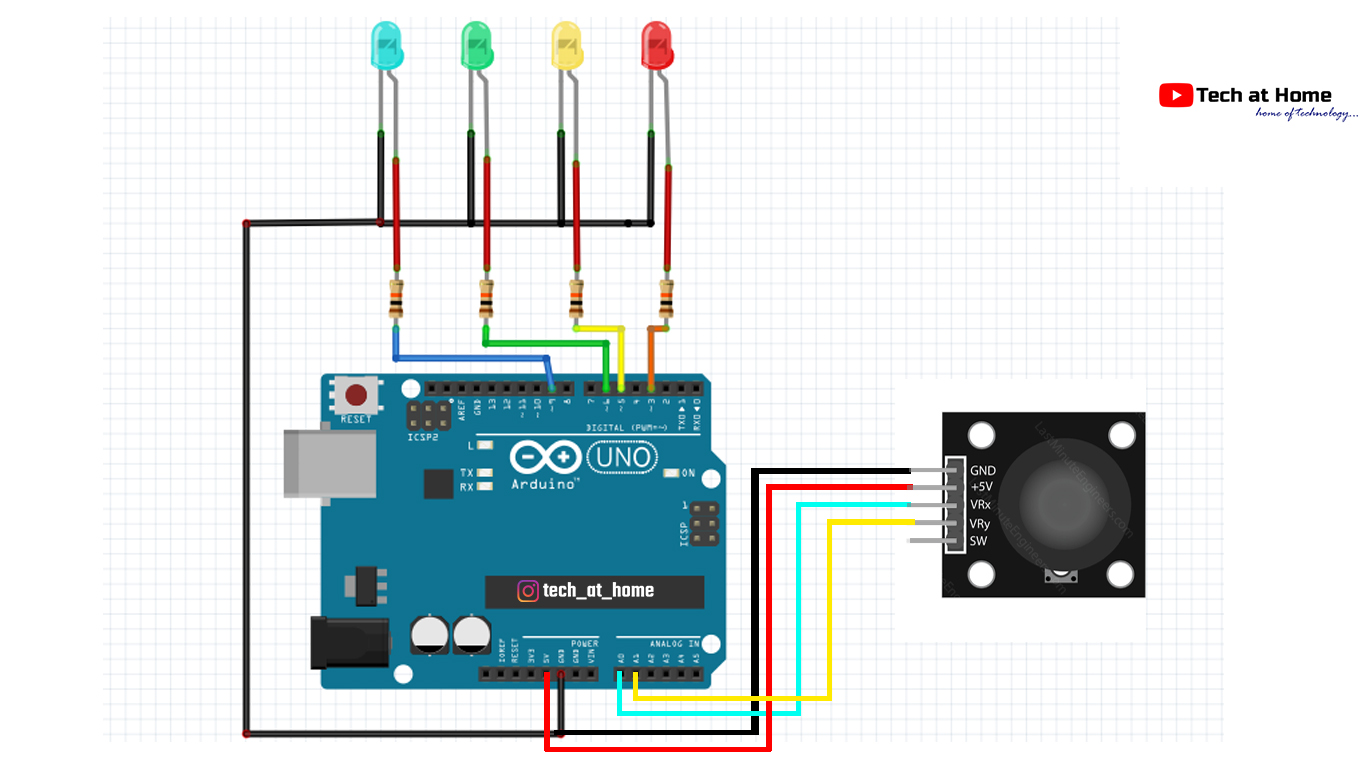 Tech at Home
home of technology...
RESET
ICSP2
AREF
GND
13
12
~11
~10
~9
8
7
~6
~5
4
~3
2
TX0▶1
RX0◀0
DIGITAL (PWM=~)
L
TX
RX
UNO
Arduino™
ON
1
ICSP
tech_at_home
POWER
ANALOG IN
IOREF
RESET
3V3
5V
GND
GND
VIN
A0
A1
A2
A3
A4
A5
GND
+5V
VRx
VRy
SW